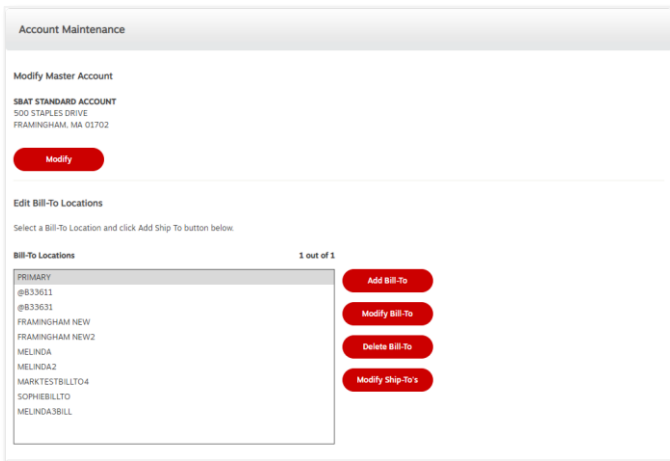 Account Maintenance
Modify Master Account
SBAT STANDARD ACCOUNT
500 STAPLES DRIVE
FRAMINGHAM, MA 01702
Modify
Edit Bill-To Locations
Select a Bill-To Location and click Add Ship To button below.
Bill-To Locations 1 out of 1
PRIMARY
@B33611
@B33631
FRAMINGHAM NEW
FRAMINGHAM NEW2
MELINDA
MELINDA2
MARKTESTBILLTO4
SOPHIEBILLTO
MELINDA3BILL
Add Bill-To
Modify Bill-To
Delete Bill-To
Modify Ship-To's